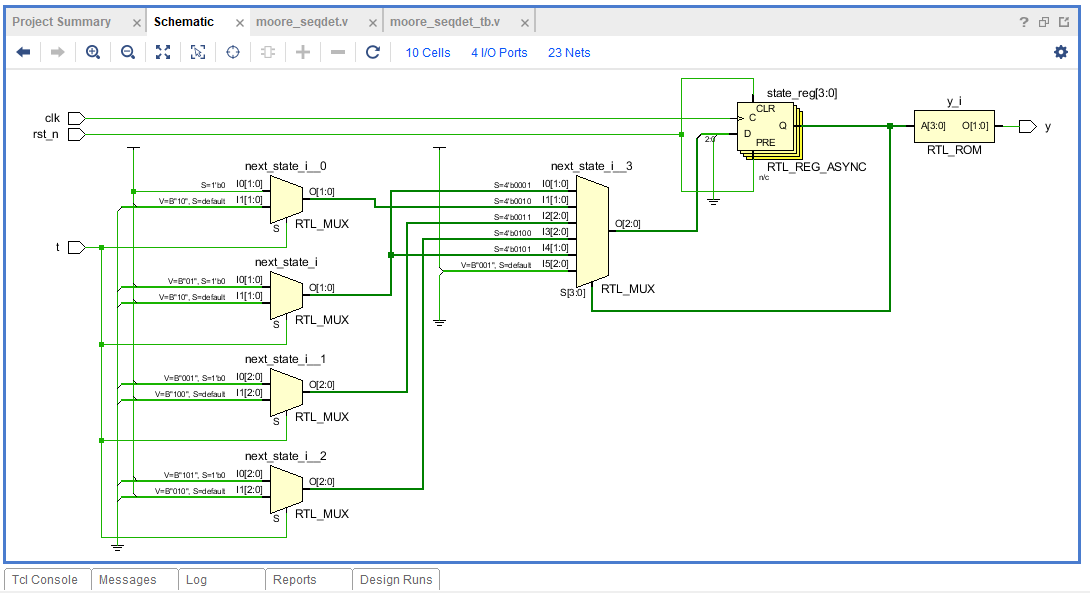 Project Summary × Schematic × moore_seqdet.v × moore_seqdet_tb.v ×
?
10 Cells 4 I/O Ports 23 Nets
clk
rst_n
t
next_state_i__0
S=1'b0 I0[1:0]
V=B"10", S=default I1[1:0]
O[1:0]
S
RTL_MUX
next_state_i
V=B"01", S=1'b0 I0[1:0]
V=B"10", S=default I1[1:0]
O[1:0]
S
RTL_MUX
next_state_i__1
V=B"001", S=1'b0 I0[2:0]
V=B"100", S=default I1[2:0]
O[2:0]
S
RTL_MUX
next_state_i__2
V=B"101", S=1'b0 I0[2:0]
V=B"010", S=default I1[2:0]
O[2:0]
S
RTL_MUX
next_state_i__3
S=4'b0001 I0[1:0]
S=4'b0010 I1[1:0]
S=4'b0011 I2[2:0]
S=4'b0100 I3[2:0]
S=4'b0101 I4[1:0]
V=B"001", S=default I5[2:0]
O[2:0]
S[3:0]
RTL_MUX
state_reg[3:0]
CLR
C
Q
D
2:0
PRE
RTL_REG_ASYNC
n/c
y_i
A[3:0] O[1:0]
RTL_ROM
y
Tcl Console Messages Log Reports Design Runs